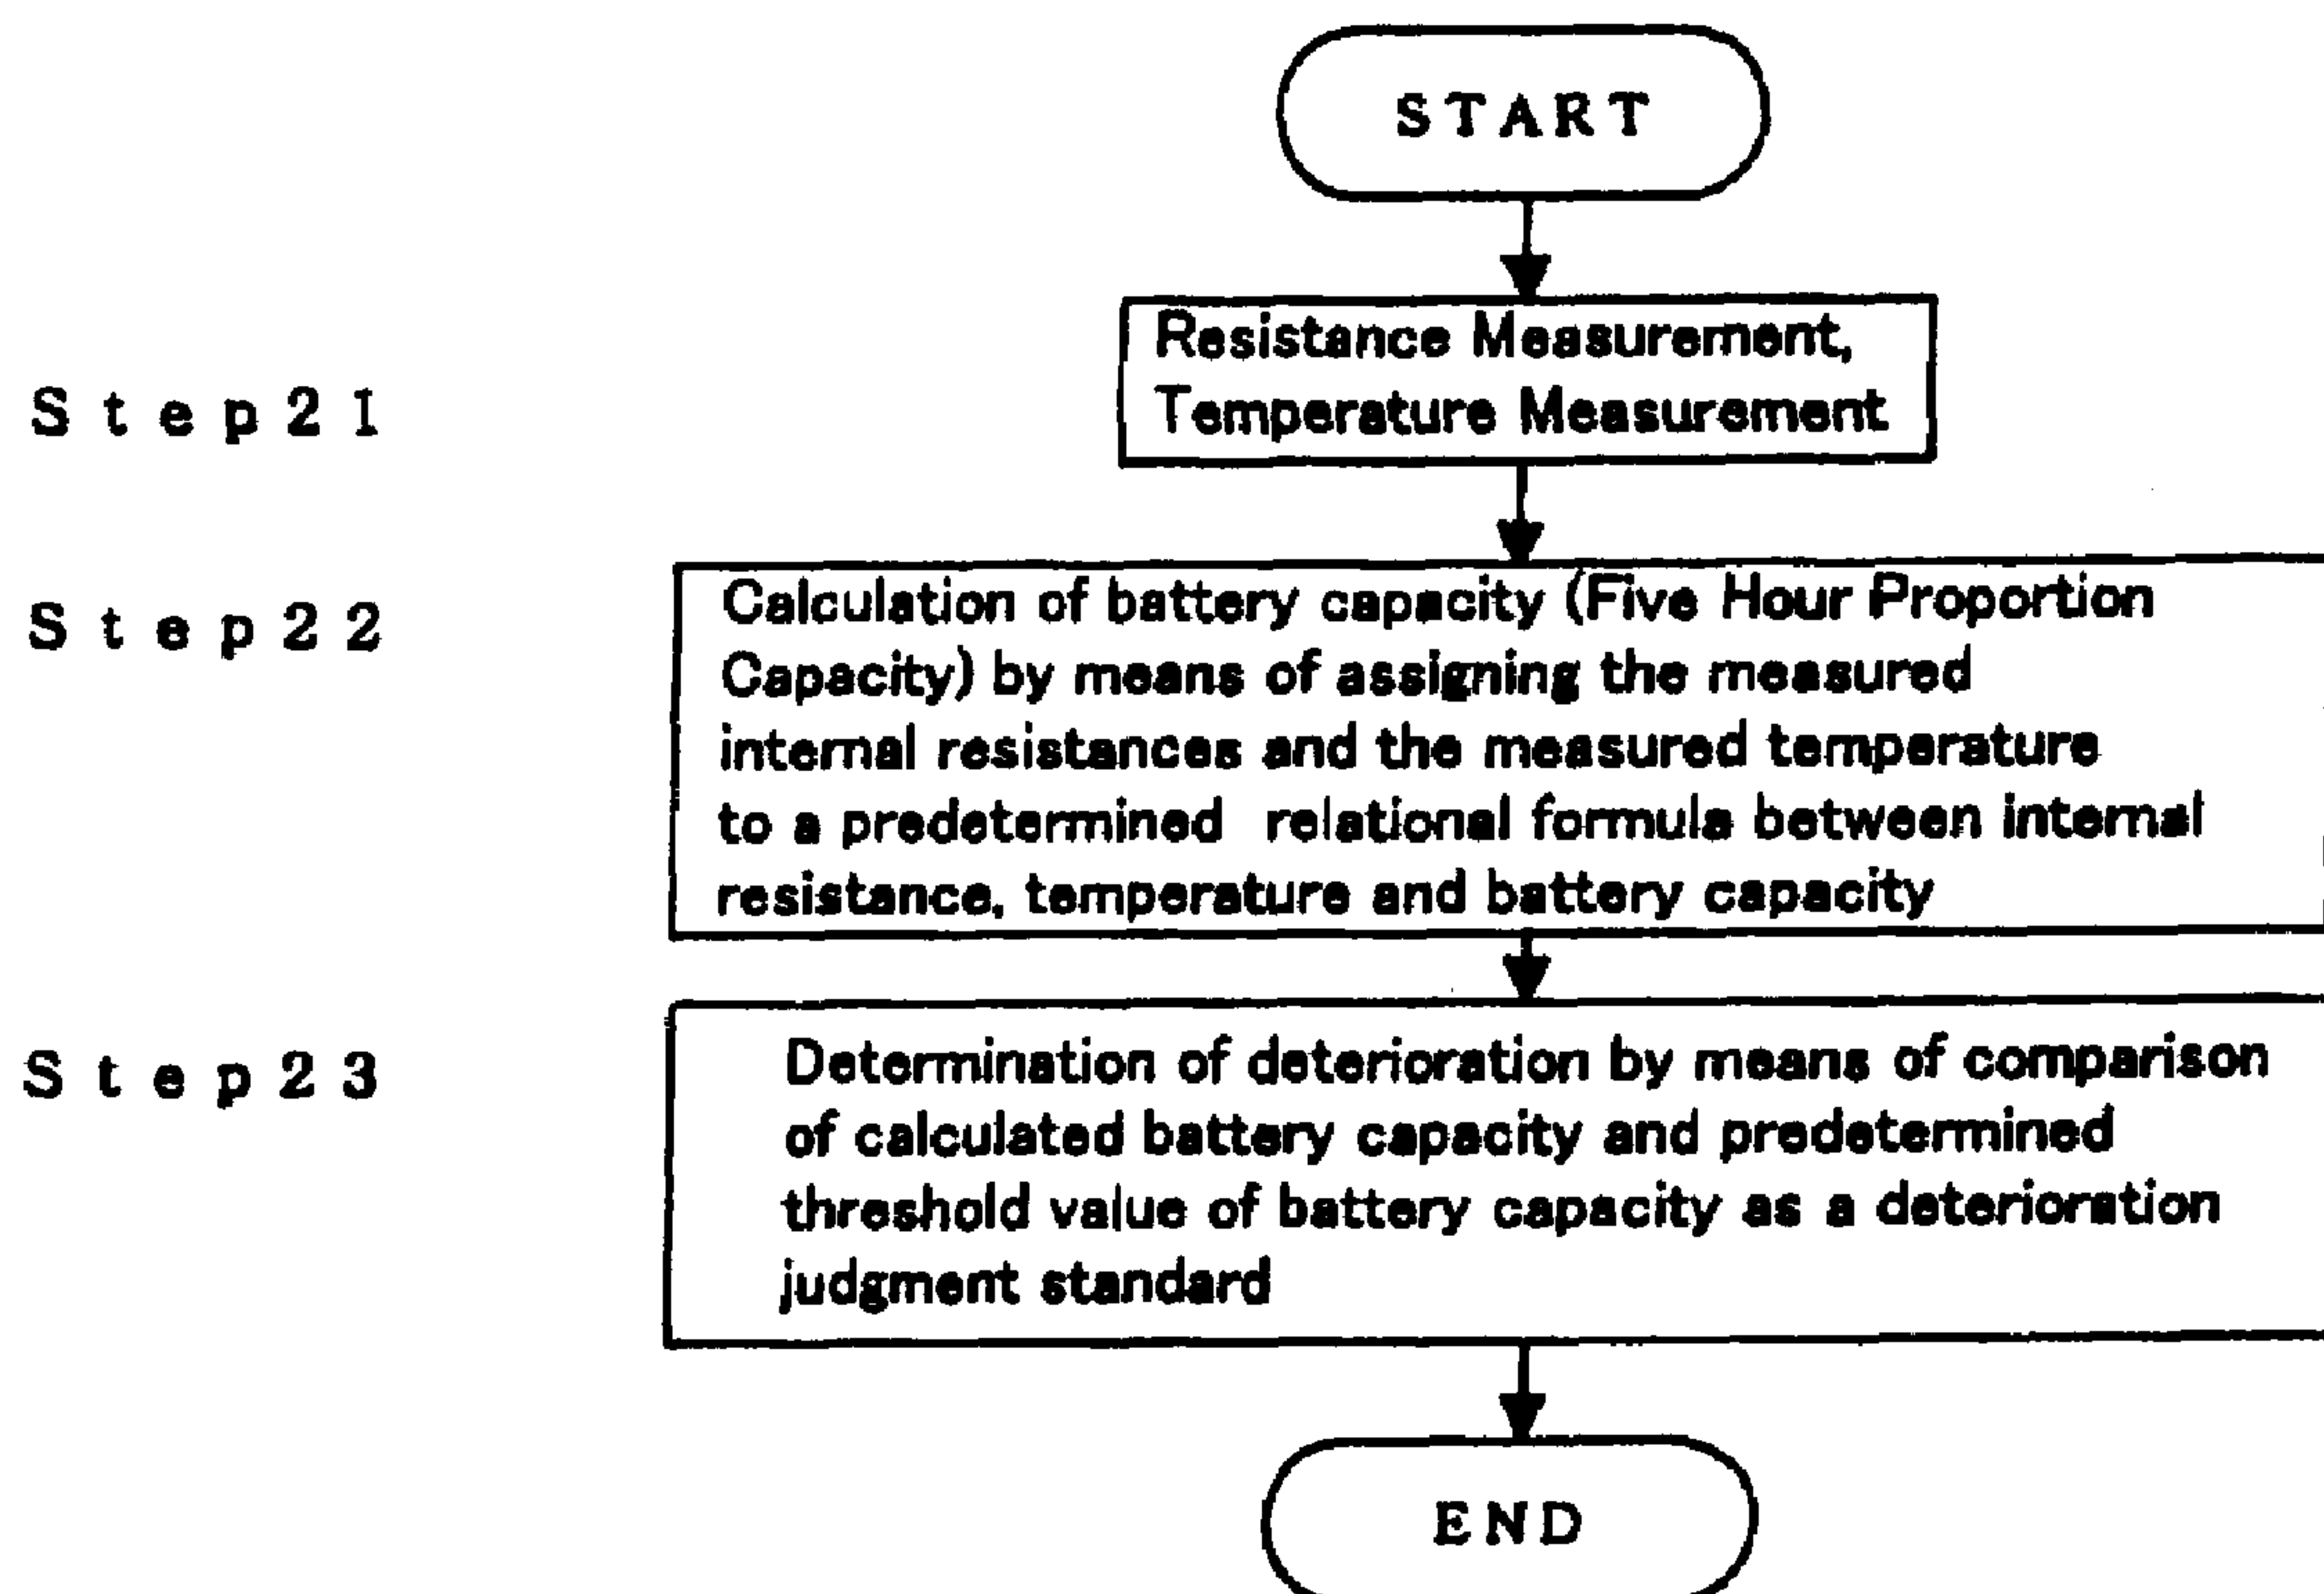 START
Step21
Resistance Measurement,
Temperature Measurement
Step22
Calculation of battery capacity (Five Hour Proportion
Capacity) by means of assigning the measured
internal resistances and the measured temperature
to a predetermined relational formula between internal
resistance, temperature and battery capacity
Step23
Determination of deterioration by means of comparison
of calculated battery capacity and predetermined
threshold value of battery capacity as a deterioration
judgment standard
END